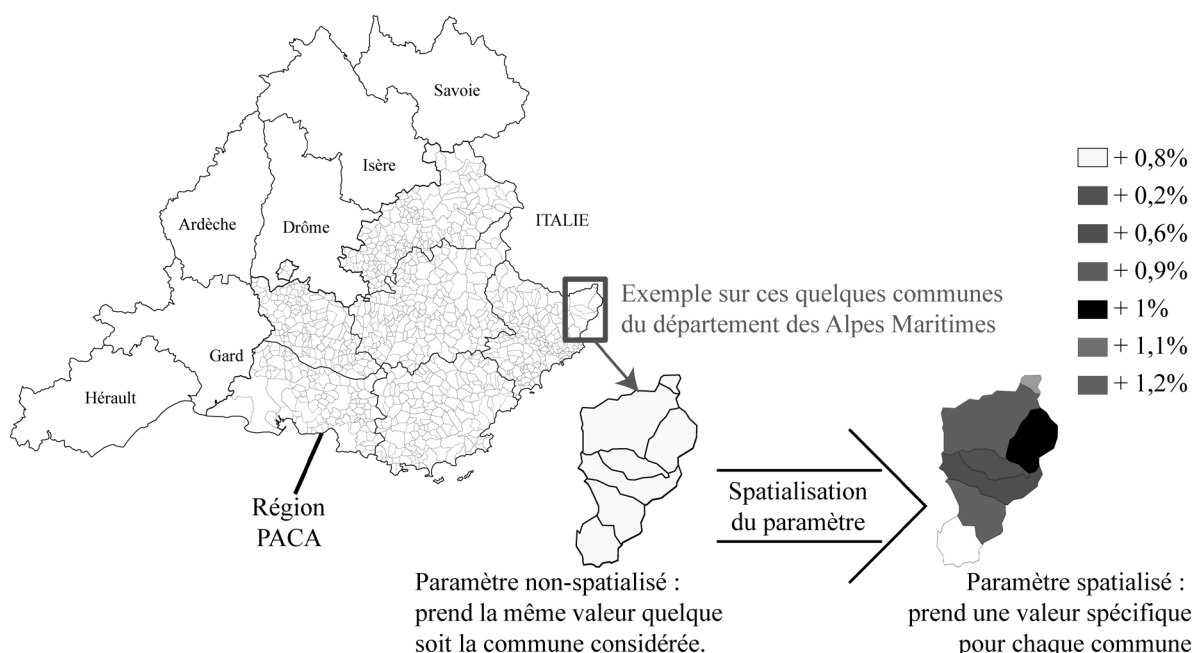 Savoie
Isère
Ardèche
Drôme
ITALIE
Gard
Hérault
Région
PACA
Exemple sur ces quelques communes
du département des Alpes Maritimes
+ 0,8%
+ 0,2%
+ 0,6%
+ 0,9%
+ 1%
+ 1,1%
+ 1,2%
Spatialisation
du paramètre
Paramètre non-spatialisé :
prend la même valeur quelque
soit la commune considérée.
Paramètre spatialisé :
prend une valeur spécifique
pour chaque commune